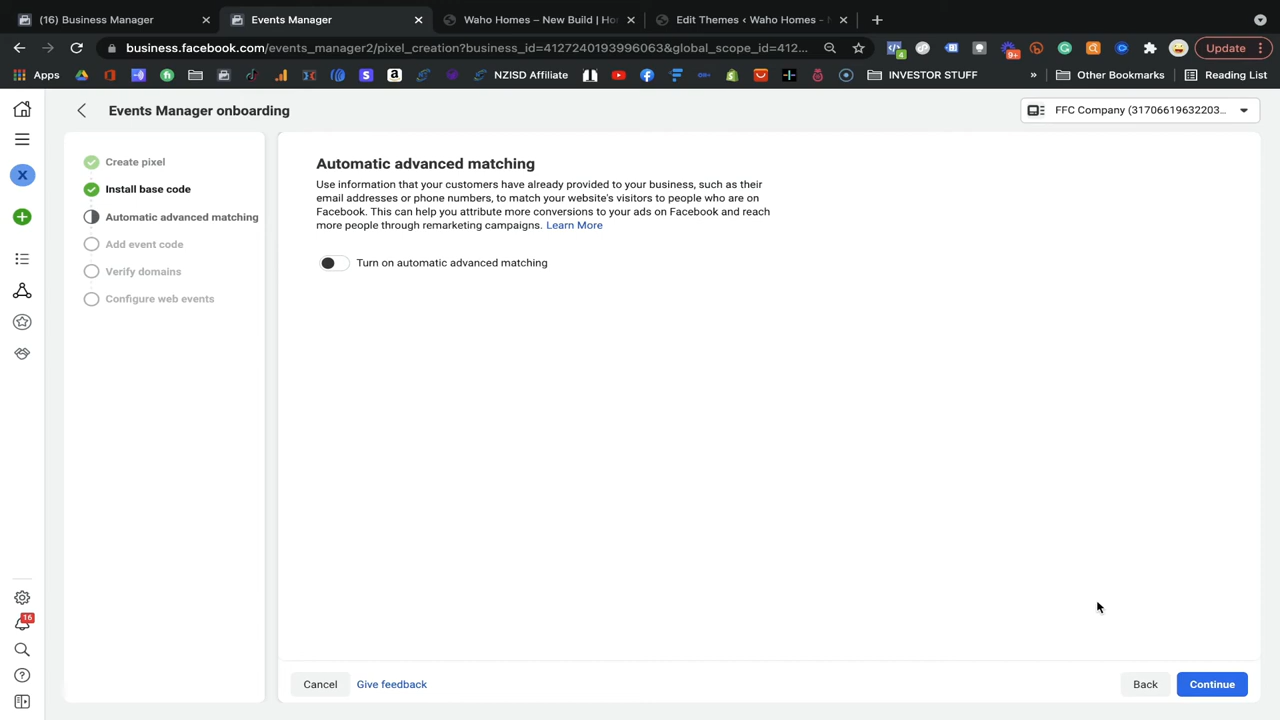 (16) Business Manager
Events Manager
Waho Homes – New Build | Ho
Edit Themes ‹ Waho Homes -
business.facebook.com/events_manager2/pixel_creation?business_id=4127240193996063&global_scope_id=412...
Update
Apps
NZISD Affiliate
INVESTOR STUFF
»
Other Bookmarks
Reading List
4
9+
Events Manager onboarding
FFC Company (31706619632203...
X
Create pixel
Install base code
Automatic advanced matching
Add event code
Verify domains
Configure web events
Automatic advanced matching
Use information that your customers have already provided to your business, such as their
email addresses or phone numbers, to match your website's visitors to people who are on
Facebook. This can help you attribute more conversions to your ads on Facebook and reach
more people through remarketing campaigns. Learn More
Turn on automatic advanced matching
16
Cancel
Give feedback
Back
Continue